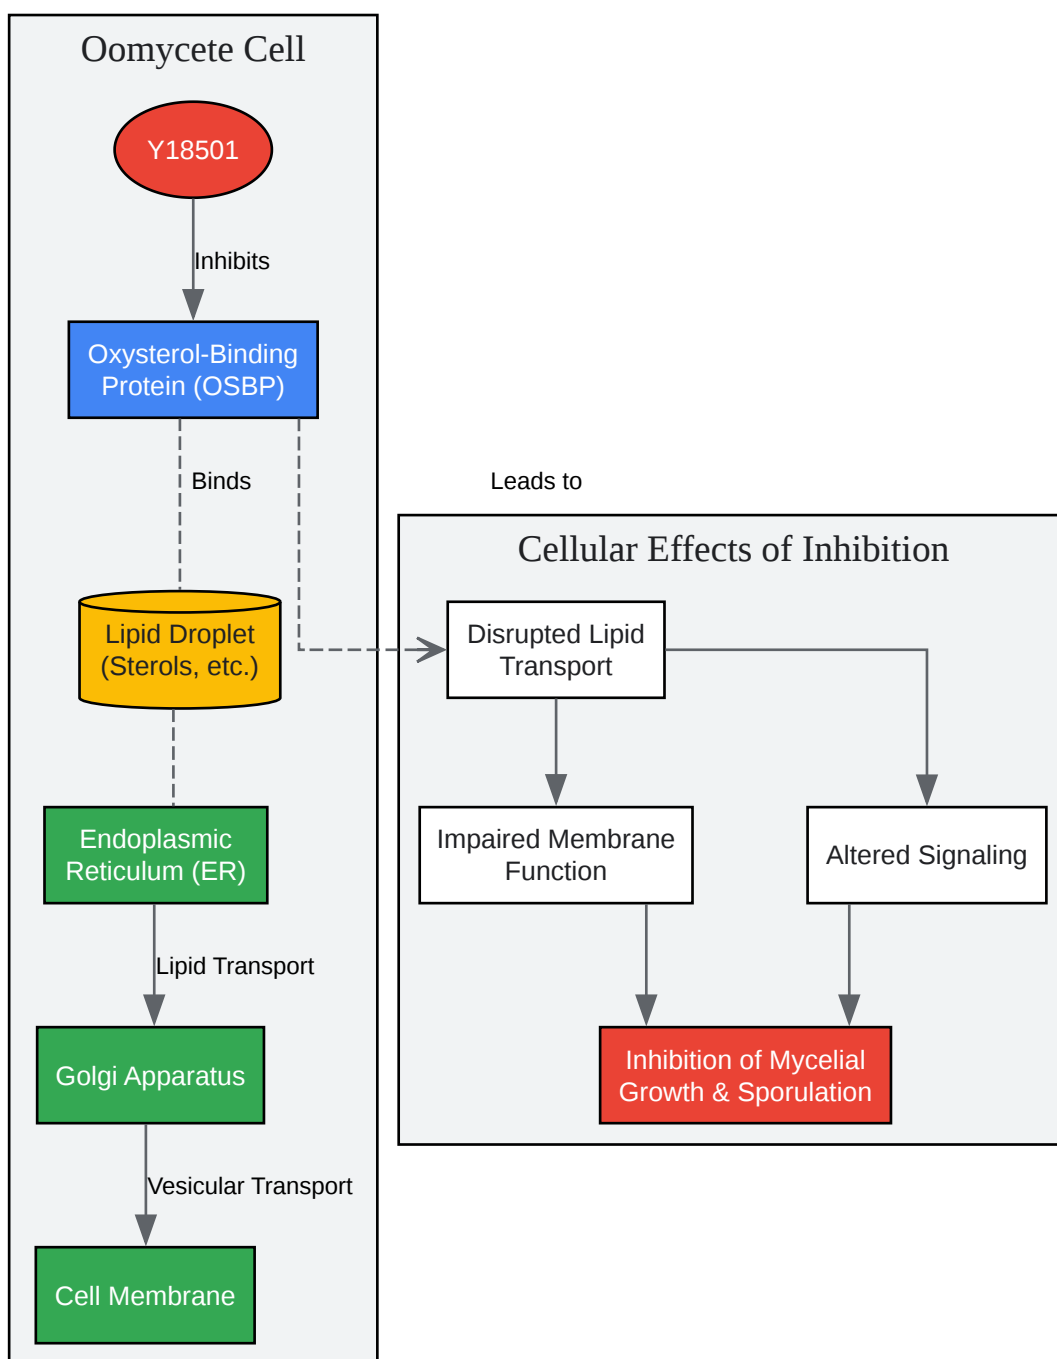 Oomycete Cell
Y18501
Inhibits
Oxysterol-Binding
Protein (OSBP)
Binds
Leads to
Cellular Effects of Inhibition
Lipid Droplet
(Sterols, etc.)
Disrupted Lipid
Transport
Endoplasmic
Reticulum (ER)
Impaired Membrane
Function
Altered Signaling
Lipid Transport
Golgi Apparatus
Inhibition of Mycelial
Growth & Sporulation
Vesicular Transport
Cell Membrane